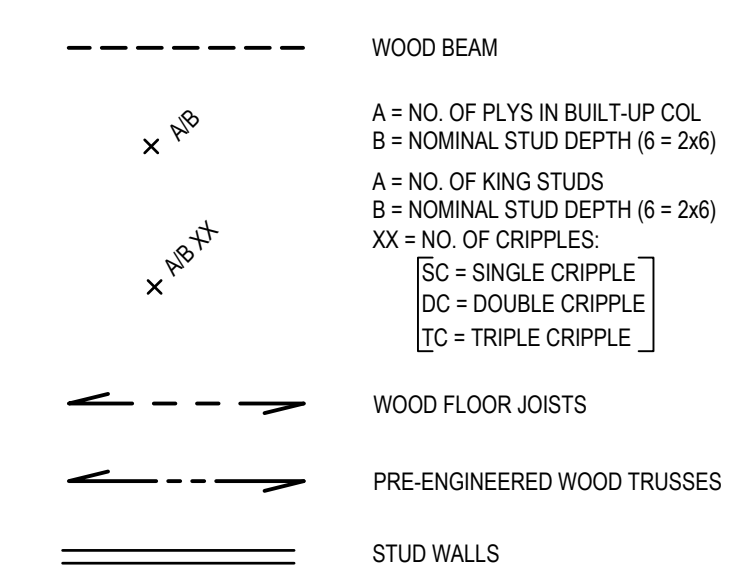 WOOD BEAM
A/B
A = NO. OF PLYS IN BUILT-UP COL
B = NOMINAL STUD DEPTH (6 = 2x6)
A/B XX
A = NO. OF KING STUDS
B = NOMINAL STUD DEPTH (6 = 2x6)
XX = NO. OF CRIPPLES:
SC = SINGLE CRIPPLE
DC = DOUBLE CRIPPLE
TC = TRIPLE CRIPPLE
WOOD FLOOR JOISTS
PRE-ENGINEERED WOOD TRUSSES
STUD WALLS